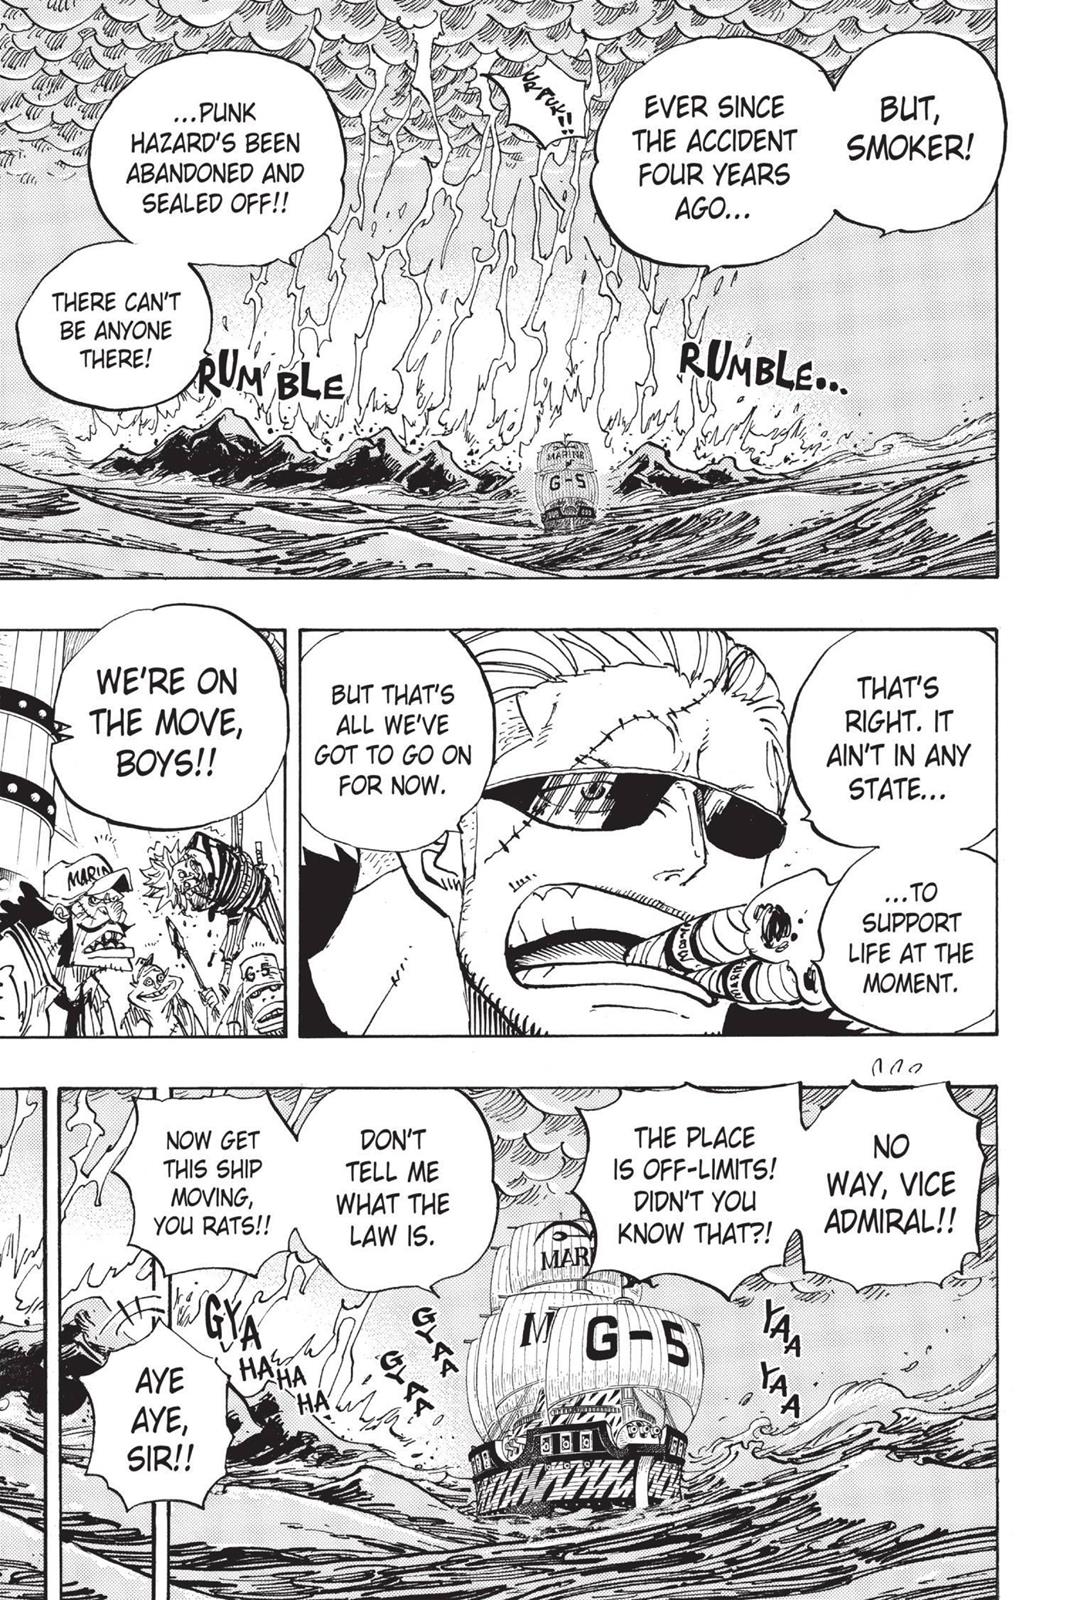 BUT,
SMOKER!
EVER SINCE
THE ACCIDENT
FOUR YEARS
AGO...
...PUNK
HAZARD'S BEEN
ABANDONED AND
SEALED OFF!!
THERE CAN'T
BE ANYONE
THERE!
RUMBLE...
RUMBLE
MARINE
G-5
THAT'S
RIGHT. IT
AIN'T IN ANY
STATE...
...TO
SUPPORT
LIFE AT THE
MOMENT.
BUT THAT'S
ALL WE'VE
GOT TO GO ON
FOR NOW.
MARINE
WE'RE ON
THE MOVE,
BOYS!!
MARIN
G-5
NO
WAY, VICE
ADMIRAL!!
THE PLACE
IS OFF-LIMITS!
DIDN'T YOU
KNOW THAT?!
DON'T
TELL ME
WHAT THE
LAW IS.
NOW GET
THIS SHIP
MOVING,
YOU RATS!!
YAA
YAA
MARI
M
G-5
GYAA
GYAA
GYA
HA HA HA
AYE
AYE,
SIR!!